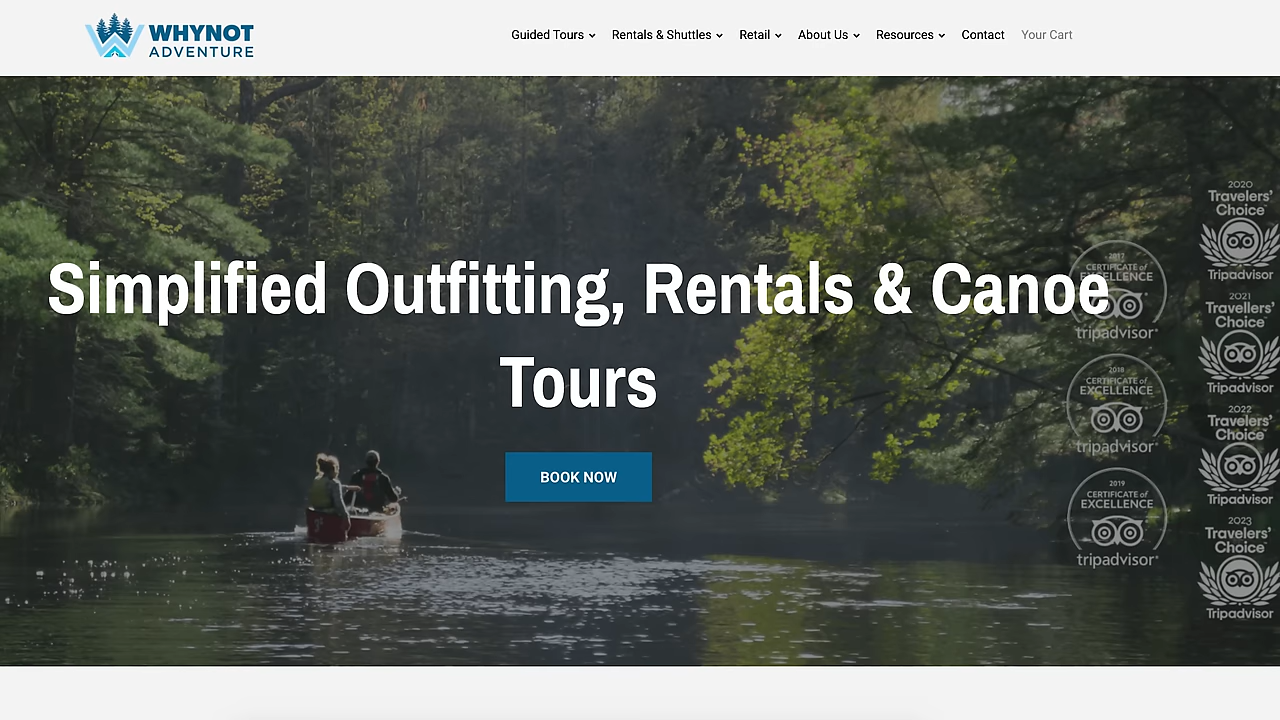 WHYNOT
ADVENTURE
Guided Tours
Rentals & Shuttles
Retail
About Us
Resources
Contact
Your Cart
Simplified Outfitting, Rentals & Canoe
Tours
BOOK NOW
2017
CERTIFICATE of
EXCELLENCE
tripadvisor
2018
CERTIFICATE of
EXCELLENCE
tripadvisor
2019
CERTIFICATE of
EXCELLENCE
tripadvisor
2020
Travelers'
Choice
Tripadvisor
2021
Travellers'
Choice
Tripadvisor
2022
Travelers'
Choice
Tripadvisor
2023
Travelers'
Choice
Tripadvisor